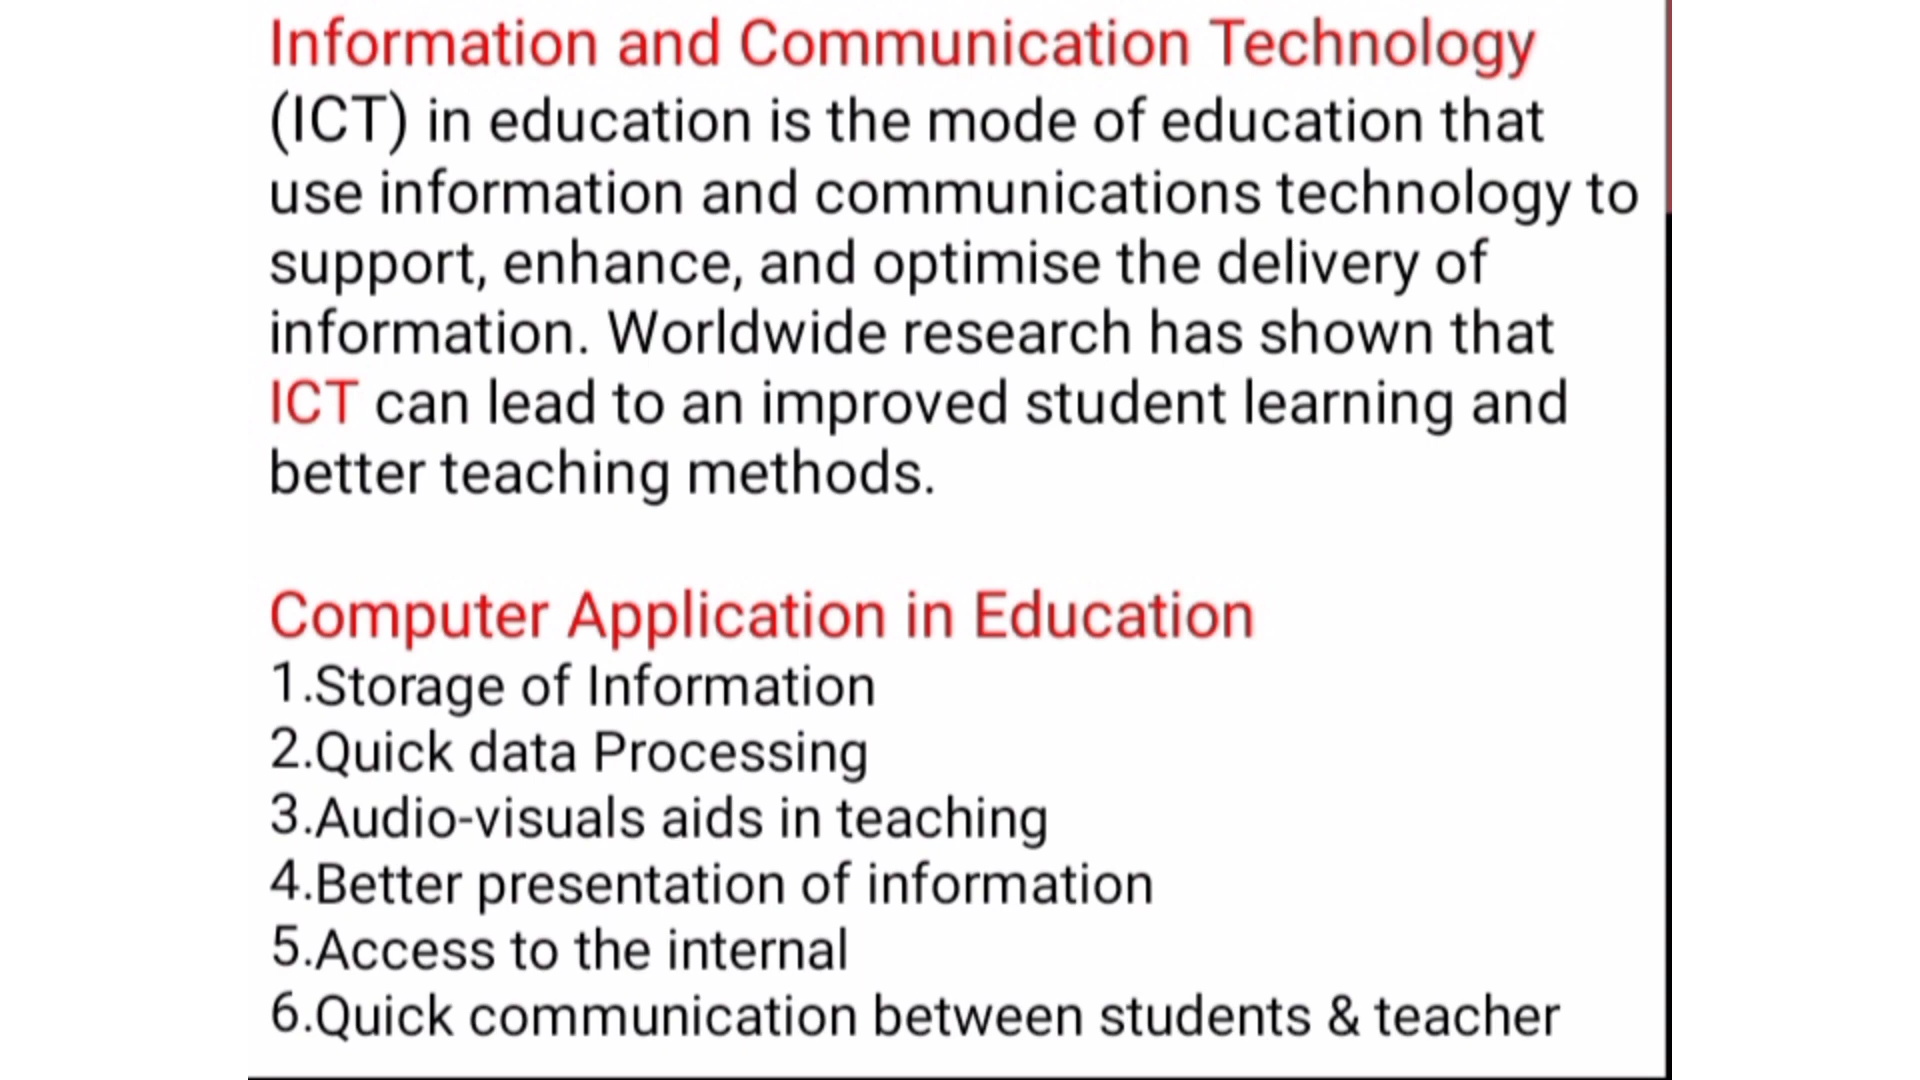 Information and Communication Technology
(ICT) in education is the mode of education that
use information and communications technology to
support, enhance, and optimise the delivery of
information. Worldwide research has shown that
ICT can lead to an improved student learning and
better teaching methods.
Computer Application in Education
1.Storage of Information
2.Quick data Processing
3.Audio-visuals aids in teaching
4.Better presentation of information
5.Access to the internal
6.Quick communication between students & teacher